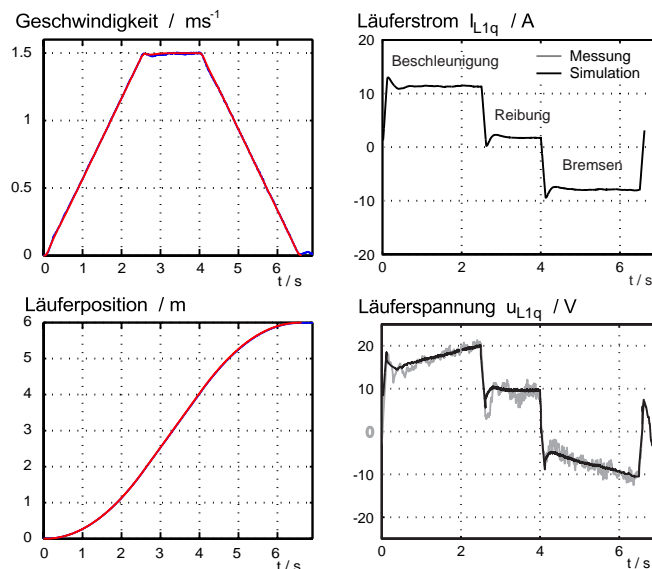 Geschwindigkeit / ms-1
1.5
1
0.5
0
0 1 2 3 4 5 6
t / s
Läuferstrom IL1q / A
20
10
0
-10
-20
Beschleunigung
Messung
Simulation
Reibung
Bremsen
0 2 4 6
t / s
Läuferposition / m
6
5
4
3
2
1
0
0 1 2 3 4 5 6
t / s
Läuferspannung uL1q / V
20
10
0
-10
-20
0 2 4 6
t / s